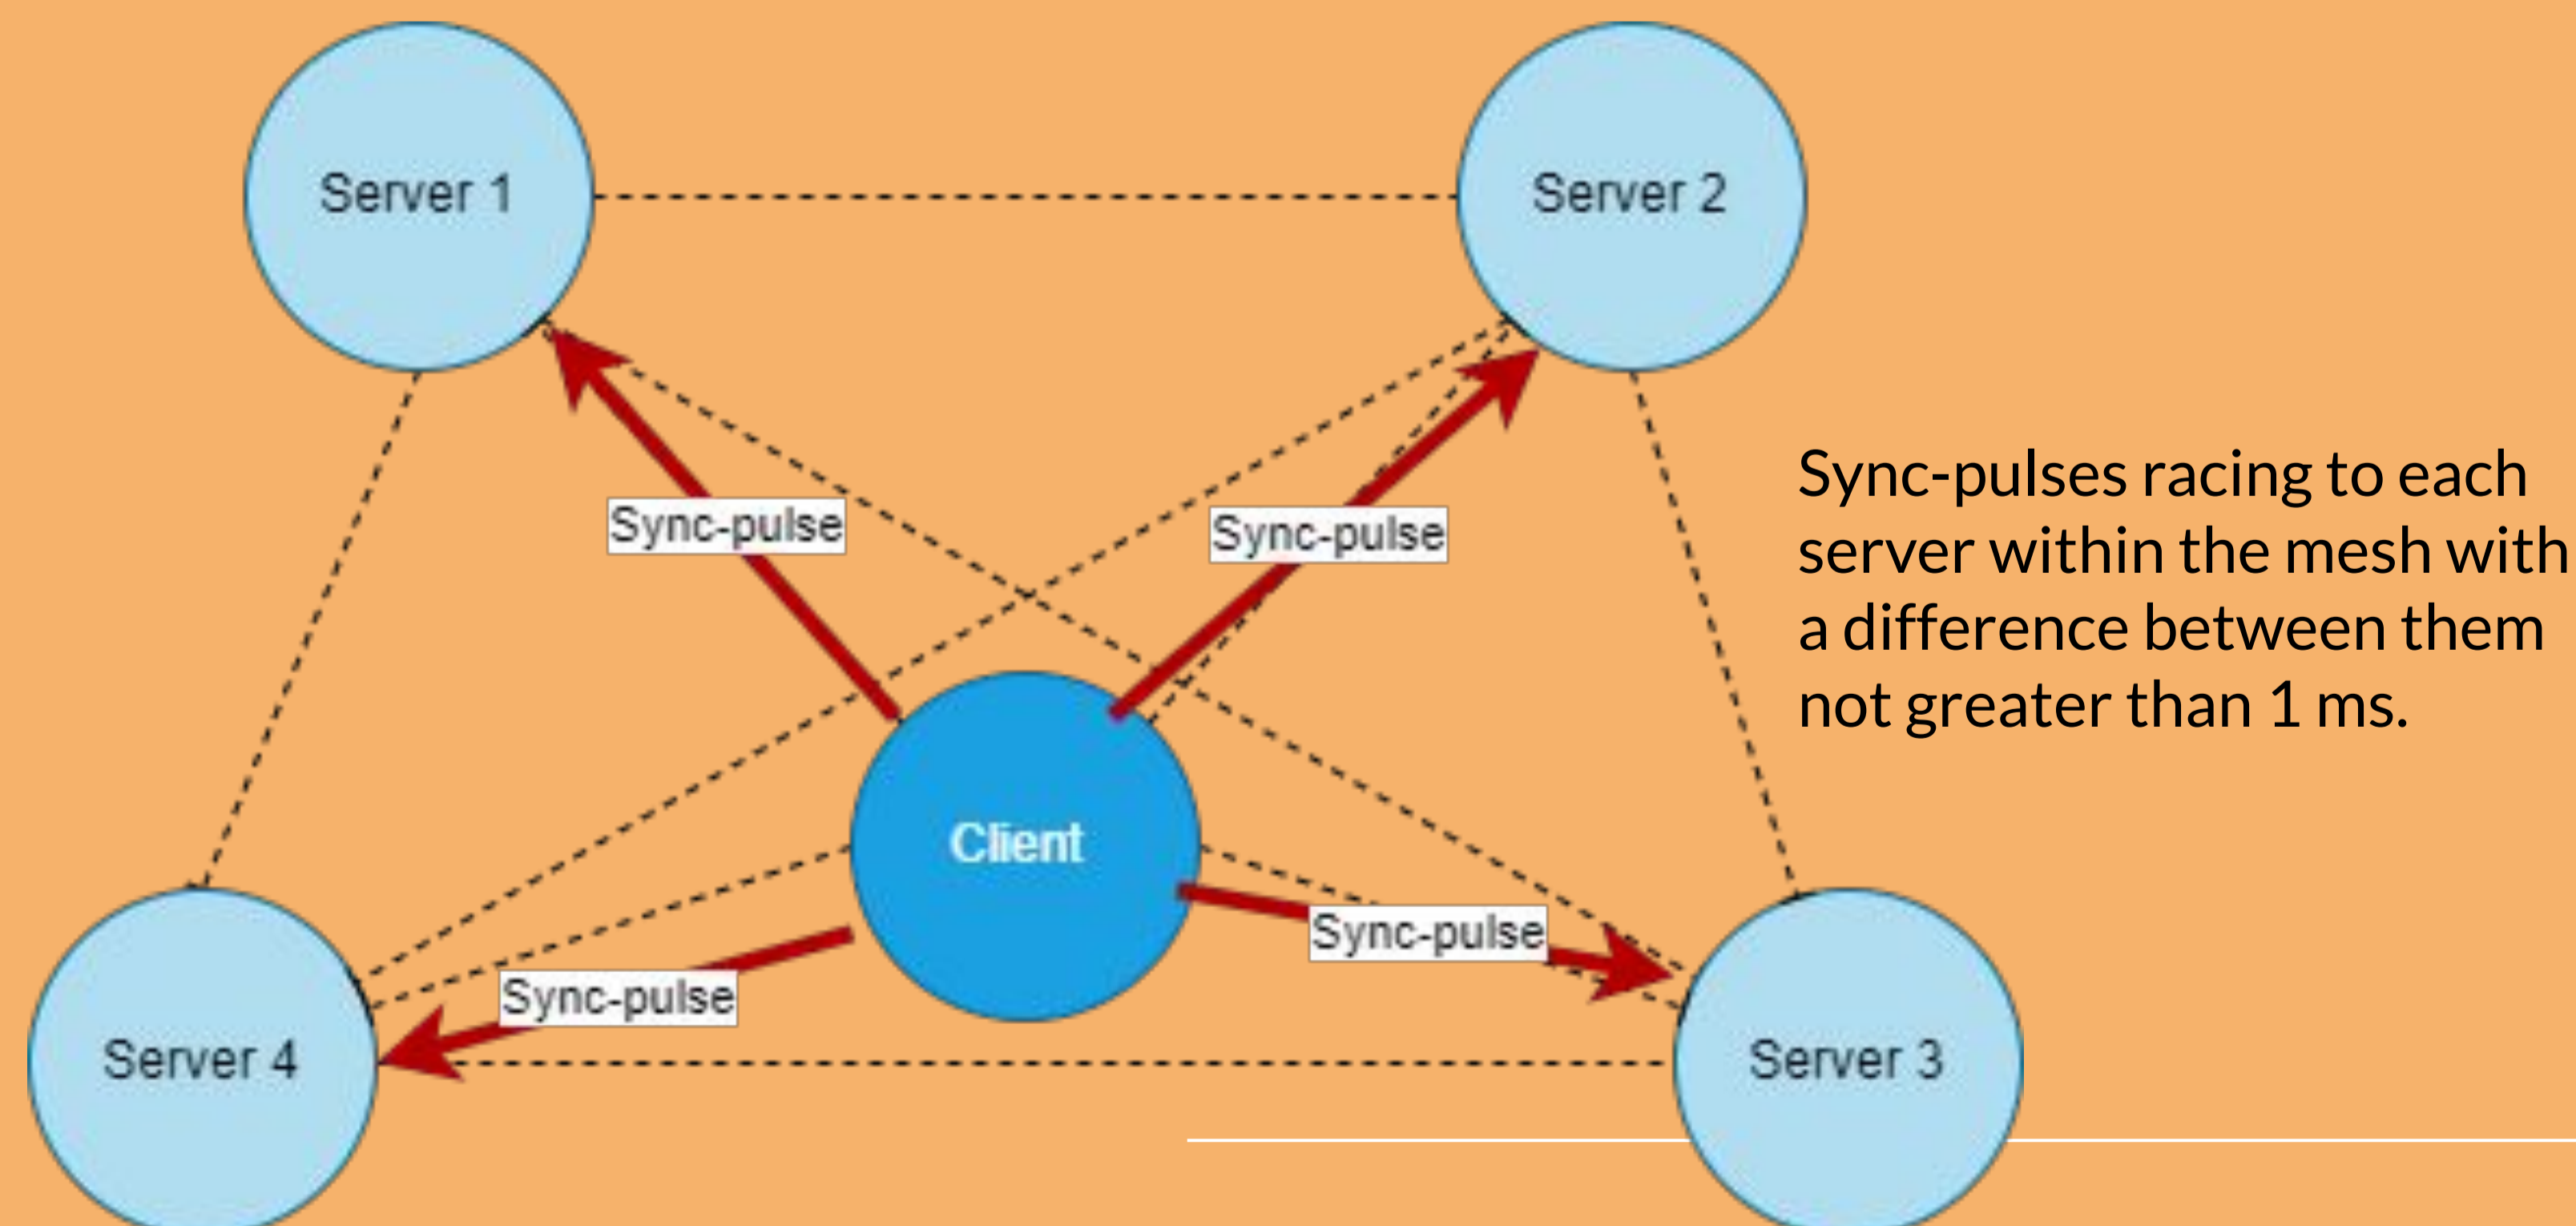 Server 1
Server 2
Sync-pulse
Sync-pulse
Sync-pulses racing to each
server within the mesh with
a difference between them
not greater than 1 ms.
Client
Sync-pulse
Sync-pulse
Server 4
Server 3